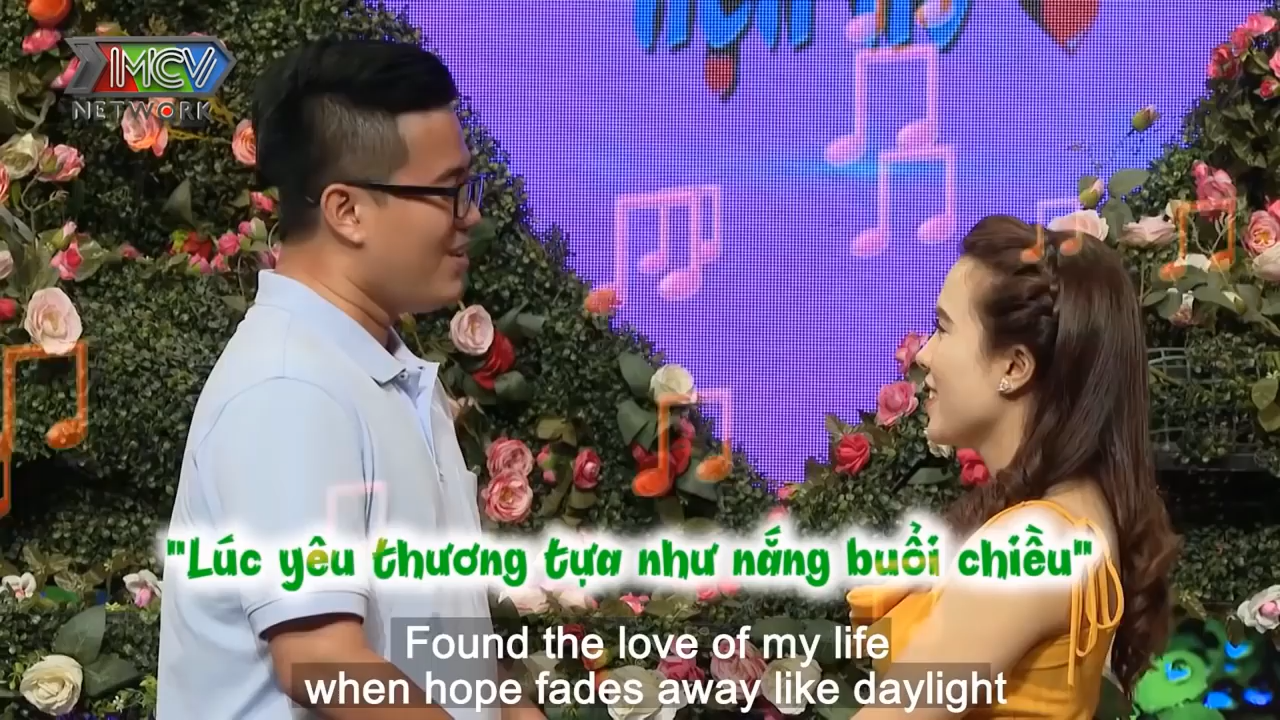 MCV
NETWORK
"Lúc yêu thương tựa như nắng buổi chiều"
Found the love of my life
when hope fades away like daylight